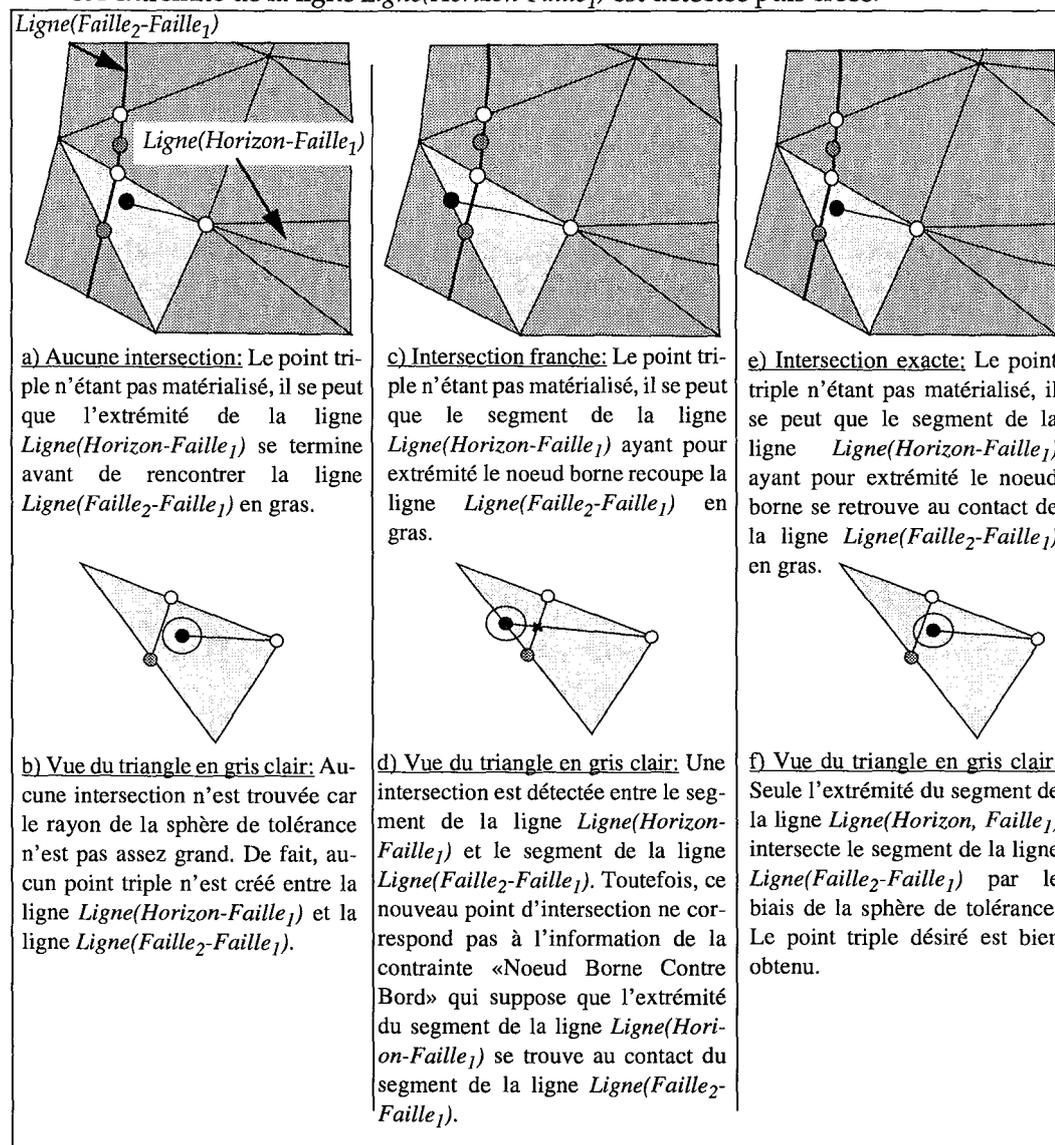 Ligne(Faille2-Faille1)
Ligne(Horizon-Faille1)
a) Aucune intersection: Le point tri-
ple n'étant pas matérialisé, il se peut
que l'extrémité de la ligne
Ligne(Horizon-Faille1) se termine
avant de rencontrer la ligne
Ligne(Faille2-Faille1) en gras.
b) Vue du triangle en gris clair: Au-
cune intersection n'est trouvée car
le rayon de la sphère de tolérance
n'est pas assez grand. De fait, au-
cun point triple n'est créé entre la
ligne Ligne(Horizon-Faille1) et la
ligne Ligne(Faille2-Faille1).
c) Intersection franche: Le point tri-
ple n'étant pas matérialisé, il se peut
que le segment de la ligne
Ligne(Horizon-Faille1) ayant pour
extrémité le noeud borne recoupe la
ligne Ligne(Faille2-Faille1) en
gras.
d) Vue du triangle en gris clair: Une
intersection est détectée entre le seg-
ment de la ligne Ligne(Horizon-
Faille1) et le segment de la ligne
Ligne(Faille2-Faille1). Toutefois, ce
nouveau point d'intersection ne cor-
respond pas à l'information de la
contrainte «Noeud Borne Contre
Bord» qui suppose que l'extrémité
du segment de la ligne Ligne(Hori-
on-Faille1) se trouve au contact du
segment de la ligne Ligne(Faille2-
Faille1).
e) Intersection exacte: Le point
triple n'étant pas matérialisé, il
se peut que le segment de la
ligne Ligne(Horizon-Faille1)
ayant pour extrémité le noeud
borne se retrouve au contact de
la ligne Ligne(Faille2-Faille1)
en gras.
f) Vue du triangle en gris clair
Seule l'extrémité du segment de
la ligne Ligne(Horizon, Faille1)
intersecte le segment de la ligne
Ligne(Faille2-Faille1) par le
biais de la sphère de tolérance
Le point triple désiré est bien
obtenu.